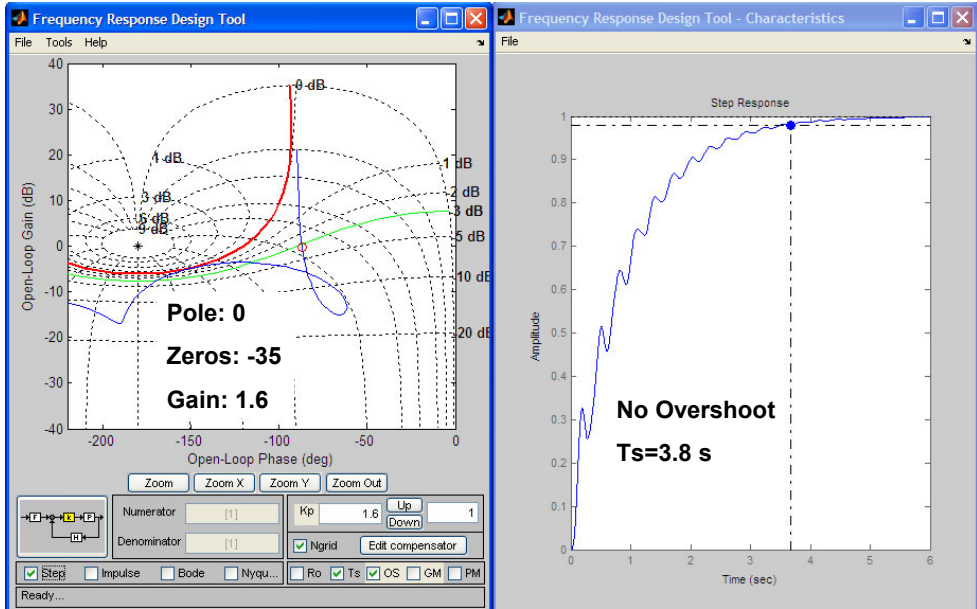 Frequency Response Design Tool
File Tools Help
40
30
20
10
0
-10
-20
-30
-40
Open-Loop Gain (dB)
0 dB
1 dB
3 dB
6 dB
9 dB
-1 dB
-2 dB
-3 dB
-5 dB
-10 dB
-20 dB
Pole: 0
Zeros: -35
Gain: 1.6
-200 -150 -100 -50 0
Open-Loop Phase (deg)
Zoom Zoom X Zoom Y Zoom Out
F k P
H
Numerator [1]
Denominator [1]
Kp 1.6 Up Down 1
Ngrid Edit compensator
Step Impulse Bode Nyqu... Ro Ts OS GM PM
Ready...
Frequency Response Design Tool - Characteristics
File
Step Response
1
0.9
0.8
0.7
0.6
0.5
0.4
0.3
0.2
0.1
0
Amplitude
No Overshoot
Ts=3.8 s
0 1 2 3 4 5 6
Time (sec)